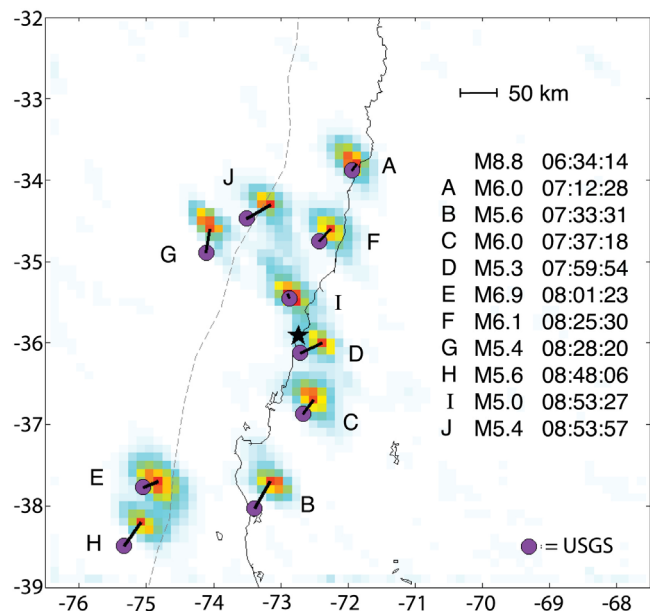 -32
-33
-34
-35
-36
-37
-38
-39
-76 -75 -74 -73 -72 -71 -70 -69 -68 -67
50 km
A
J
F
G
I
D
C
E
B
H
M8.8 06:34:14
A M6.0 07:12:28
B M5.6 07:33:31
C M6.0 07:37:18
D M5.3 07:59:54
E M6.9 08:01:23
F M6.1 08:25:30
G M5.4 08:28:20
H M5.6 08:48:06
I M5.0 08:53:27
J M5.4 08:53:57
= USGS